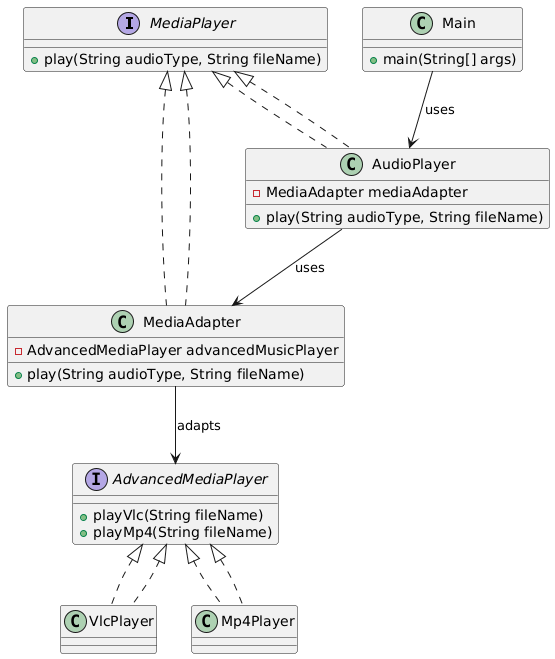 I MediaPlayer
play(String audioType, String fileName)
C Main
main(String[] args)
uses
C AudioPlayer
MediaAdapter mediaAdapter
play(String audioType, String fileName)
uses
C MediaAdapter
AdvancedMediaPlayer advancedMusicPlayer
play(String audioType, String fileName)
adapts
I AdvancedMediaPlayer
playVlc(String fileName)
playMp4(String fileName)
C VlcPlayer
C Mp4Player